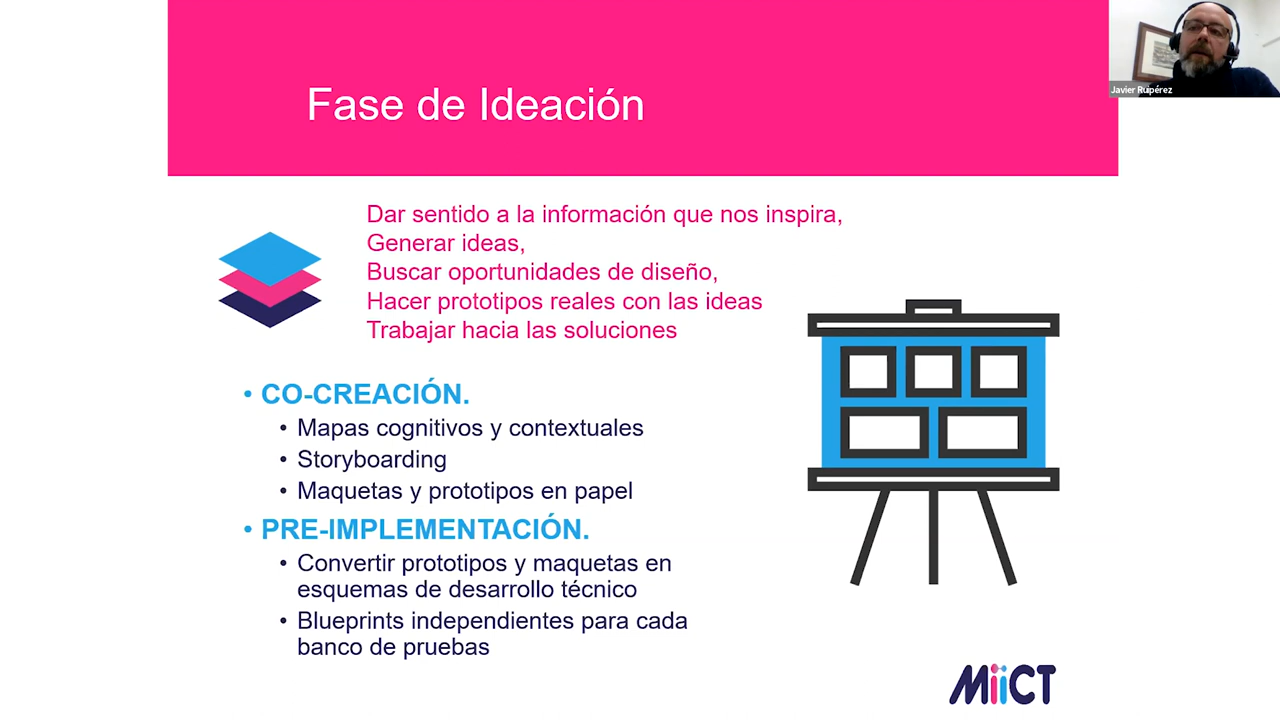 Fase de Ideación
Javier Ruipérez
Dar sentido a la información que nos inspira,
Generar ideas,
Buscar oportunidades de diseño,
Hacer prototipos reales con las ideas
Trabajar hacia las soluciones
• CO-CREACIÓN.
• Mapas cognitivos y contextuales
• Storyboarding
• Maquetas y prototipos en papel
• PRE-IMPLEMENTACIÓN.
• Convertir prototipos y maquetas en
esquemas de desarrollo técnico
• Blueprints independientes para cada
banco de pruebas
MiiCT